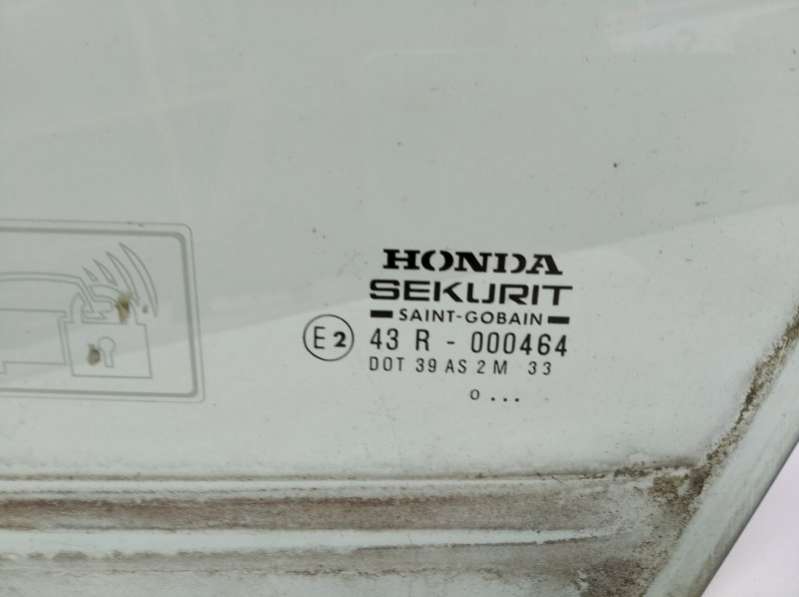 HONDA
SEKURIT
SAINT-GOBAIN
E2 43 R - 000464
DOT 39 AS 2 M 33
o...